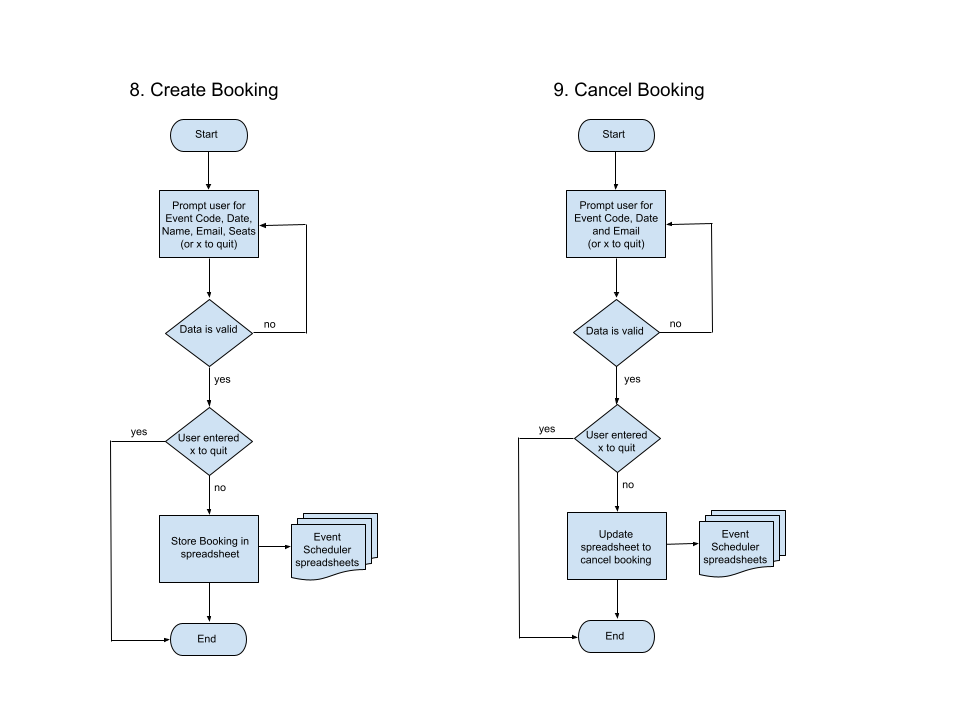 8. Create Booking
Start
Prompt user for
Event Code, Date,
Name, Email, Seats
(or x to quit)
Data is valid
no
yes
User entered
x to quit
yes
no
Store Booking in
spreadsheet
Event
Scheduler
spreadsheets
End
9. Cancel Booking
Start
Prompt user for
Event Code, Date
and Email
(or x to quit)
Data is valid
no
yes
User entered
x to quit
yes
no
Update
spreadsheet to
cancel booking
Event
Scheduler
spreadsheets
End